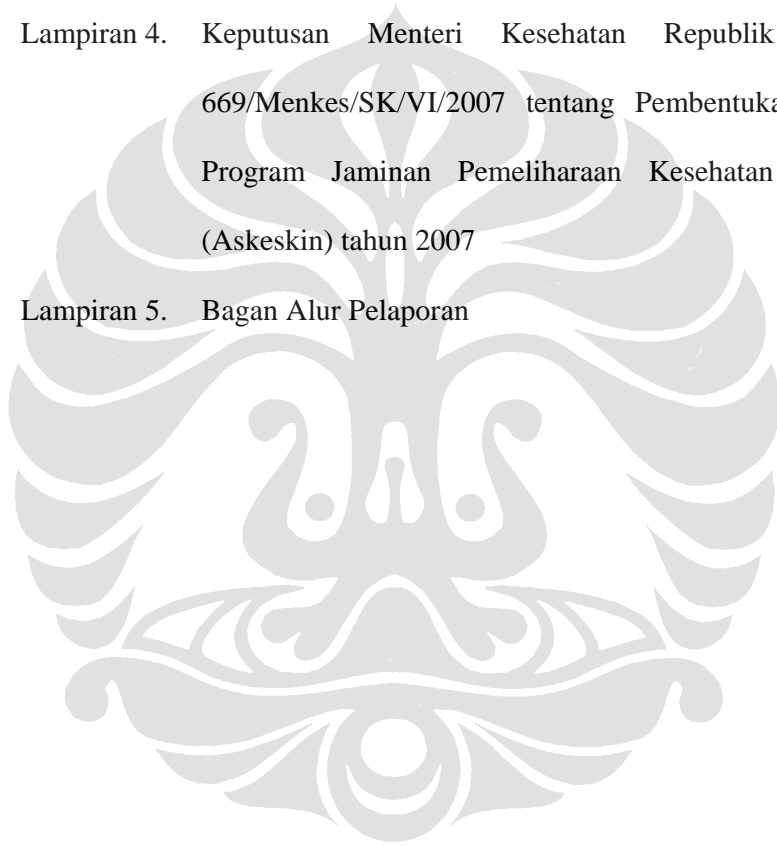 Lampiran 4. Keputusan Menteri Kesehatan Republik
669/Menkes/SK/VI/2007 tentang
Program Jaminan Pemeliharaan Kesehatan
(Askeskin) tahun 2007
Lampiran 5. Bagan Alur Pelaporan